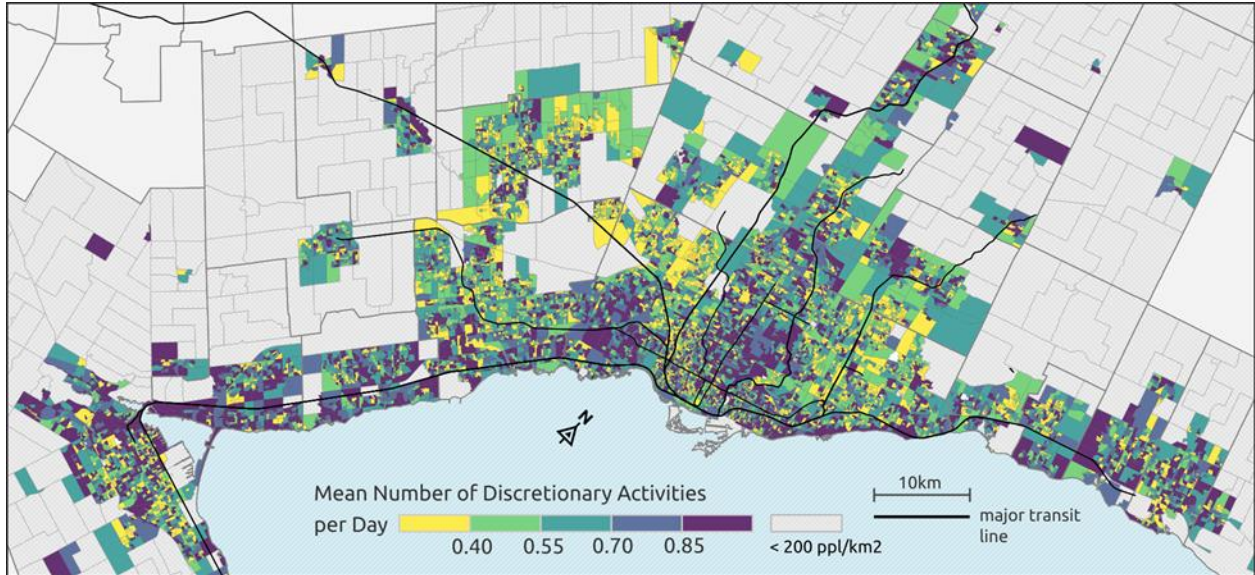 N
Mean Number of Discretionary Activities
per Day
0.40 0.55 0.70 0.85
< 200 ppl/km2
10km
major transit
line